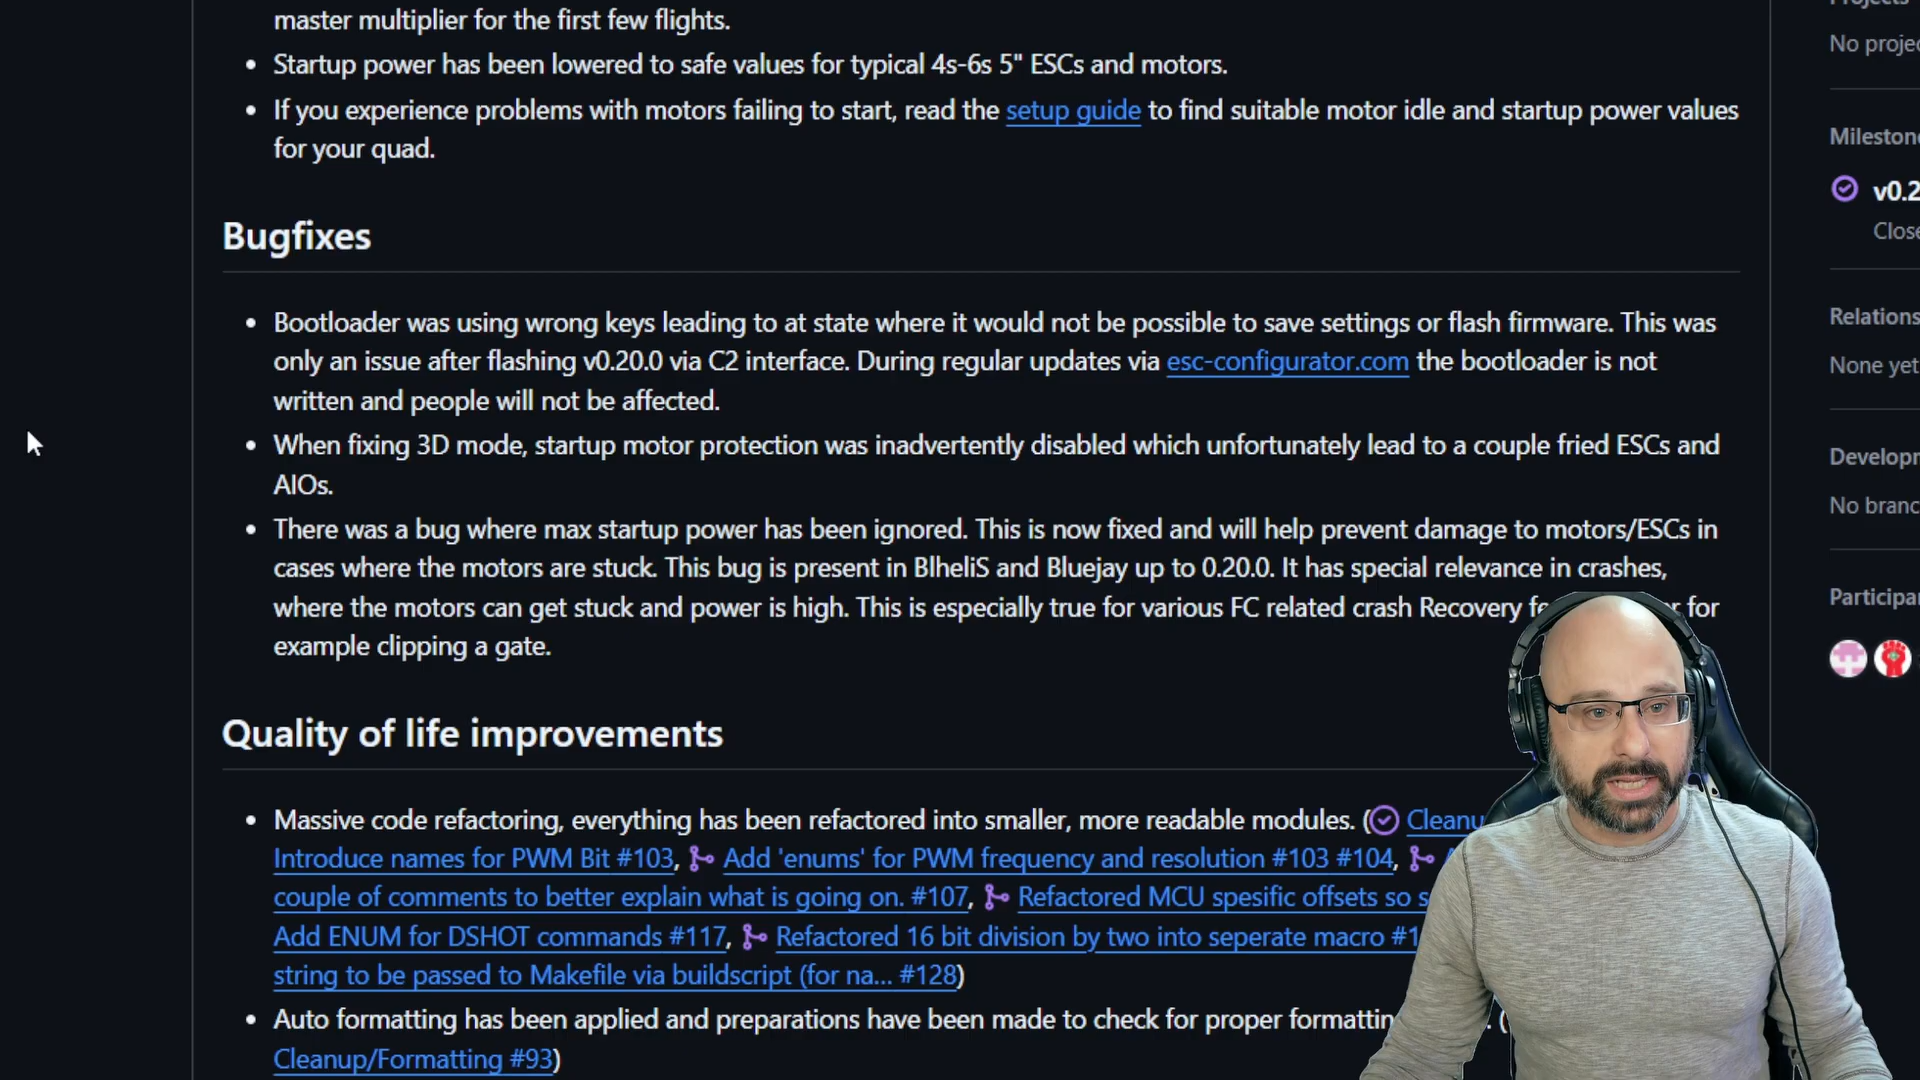 master multiplier for the first few flights.
Startup power has been lowered to safe values for typical 4s-6s 5" ESCs and motors.
If you experience problems with motors failing to start, read the setup guide to find suitable motor idle and startup power values
for your quad.
Bugfixes
Bootloader was using wrong keys leading to at state where it would not be possible to save settings or flash firmware. This was
only an issue after flashing v0.20.0 via C2 interface. During regular updates via esc-configurator.com the bootloader is not
written and people will not be affected.
When fixing 3D mode, startup motor protection was inadvertently disabled which unfortunately lead to a couple fried ESCs and
AIOs.
There was a bug where max startup power has been ignored. This is now fixed and will help prevent damage to motors/ESCs in
cases where the motors are stuck. This bug is present in BlheliS and Bluejay up to 0.20.0. It has special relevance in crashes,
where the motors can get stuck and power is high. This is especially true for various FC related crash Recovery for
example clipping a gate.
Quality of life improvements
Massive code refactoring, everything has been refactored into smaller, more readable modules. ( Cleanu
Introduce names for PWM Bit #103, Add 'enums' for PWM frequency and resolution #103 #104,
couple of comments to better explain what is going on. #107, Refactored MCU spesific offsets so s
Add ENUM for DSHOT commands #117, Refactored 16 bit division by two into seperate macro #1
string to be passed to Makefile via buildscript (for na... #128)
Auto formatting has been applied and preparations have been made to check for proper formattin (
Cleanup/Formatting #93)
Projects
No projec
Mileston
v0.2
Close
Relations
None yet
Developm
No branc
Participa